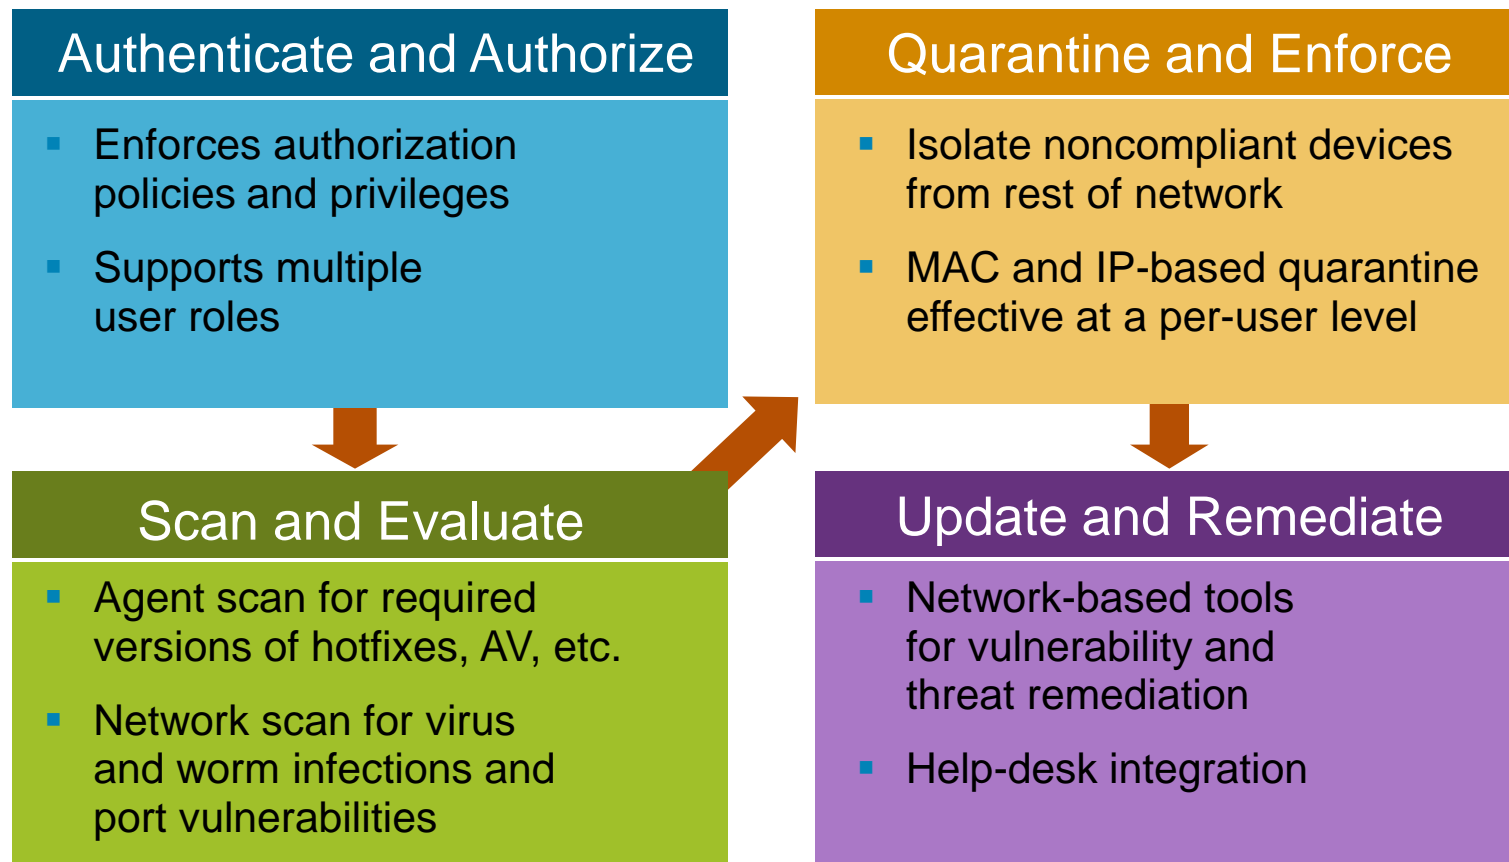 Authenticate and Authorize
▪ Enforces authorization
policies and privileges
▪ Supports multiple
user roles
Scan and Evaluate
▪ Agent scan for required
versions of hotfixes, AV, etc.
▪ Network scan for virus
and worm infections and
port vulnerabilities
Quarantine and Enforce
▪ Isolate noncompliant devices
from rest of network
▪ MAC and IP-based quarantine
effective at a per-user level
Update and Remediate
▪ Network-based tools
for vulnerability and
threat remediation
▪ Help-desk integration